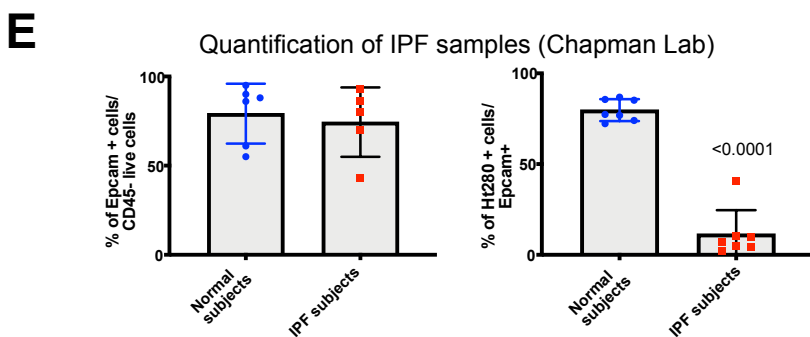 E
Quantification of IPF samples (Chapman Lab)
% of Epcam + cells/
CD45- live cells
100
50
0
Normal
subjects
IPF subjects
% of Ht280 + cells/
Epcam+
100
50
0
<0.0001
Normal
subjects
IPF subjects